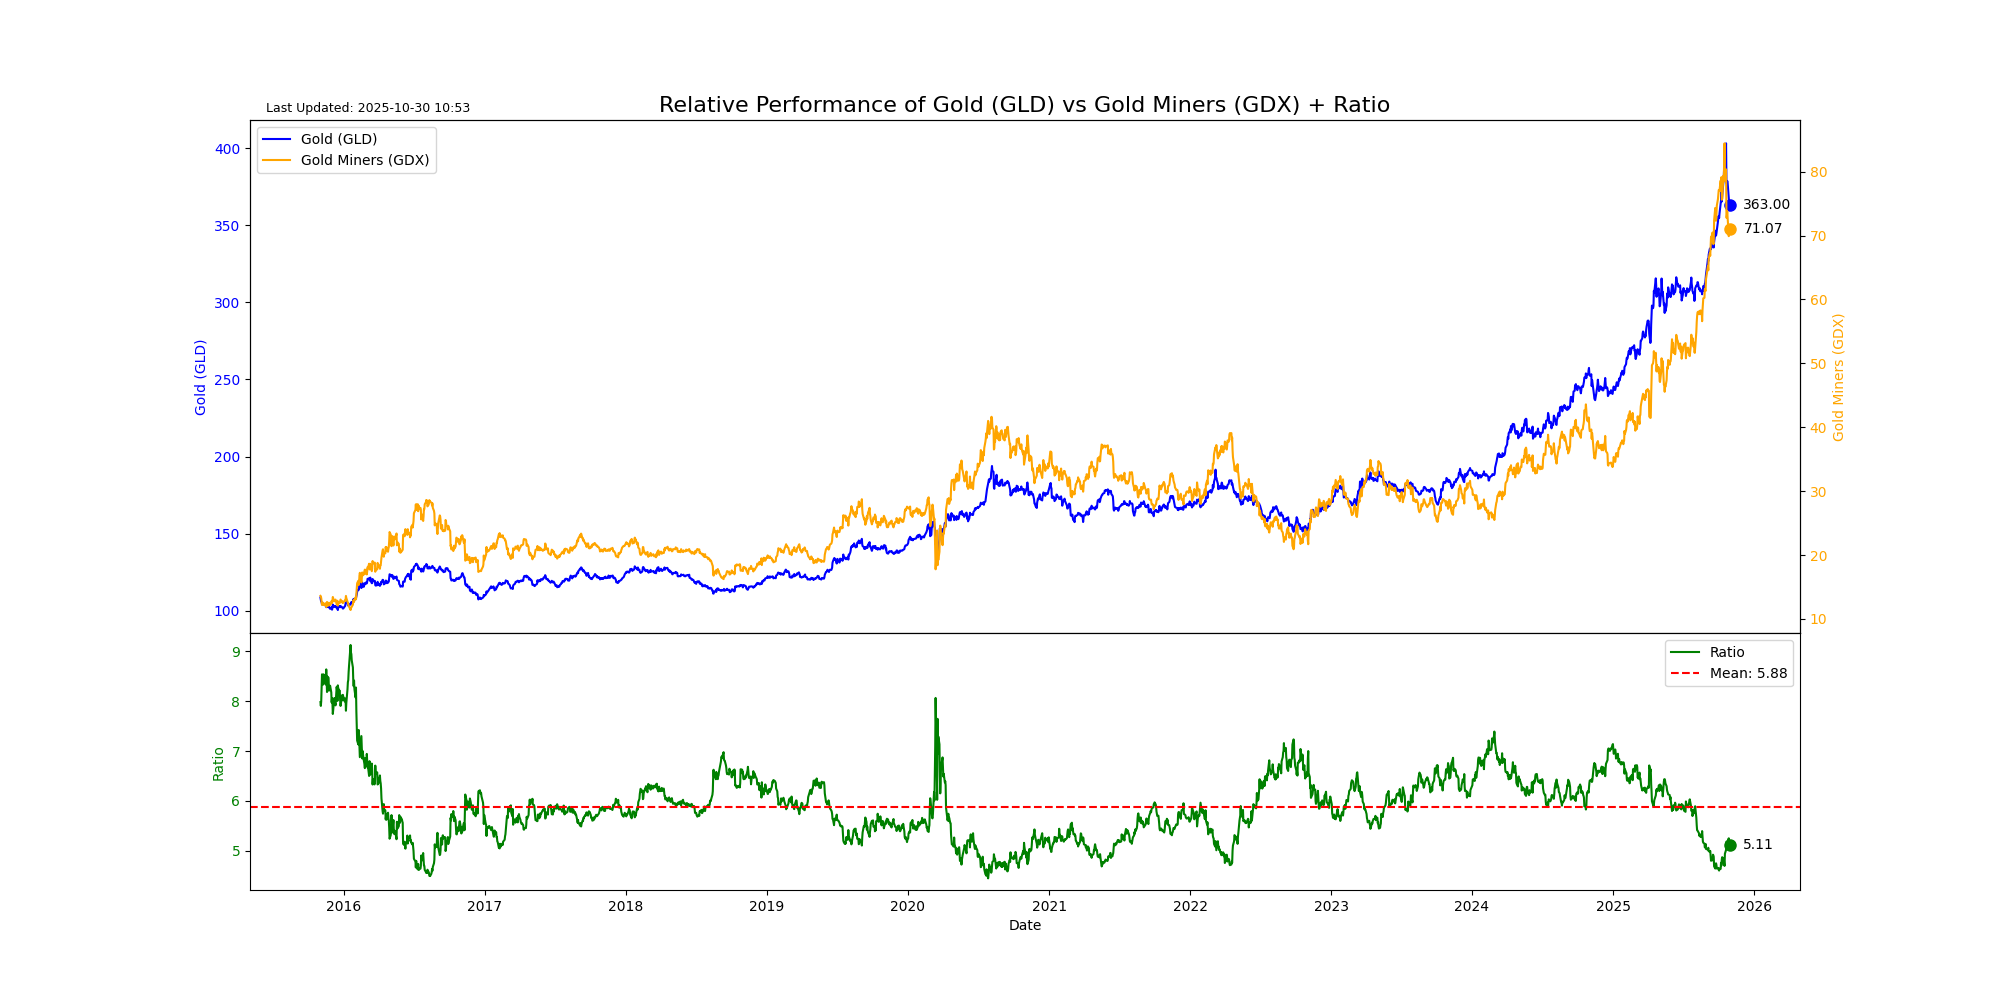 Last Updated: 2025-10-30 10:53
Relative Performance of Gold (GLD) vs Gold Miners (GDX) + Ratio
Gold (GLD)
Gold Miners (GDX)
400
350
300
250
200
150
100
Gold (GLD)
80
70
60
50
40
30
20
10
Gold Miners (GDX)
363.00
71.07
Ratio
Mean: 5.88
9
8
7
6
5
Ratio
5.11
2016 2017 2018 2019 2020 2021 2022 2023 2024 2025 2026
Date